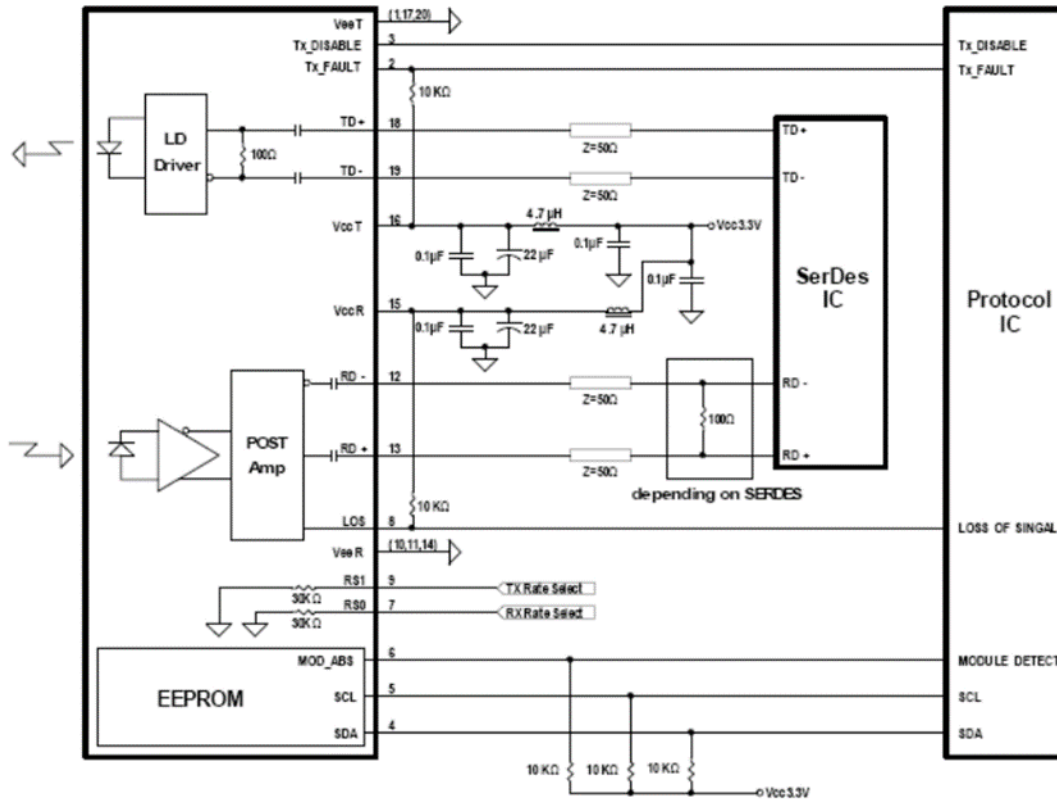 VeeT (1,17,20)
Tx_DISABLE 3 Tx_DISABLE
Tx_FAULT 2 Tx_FAULT
10 KΩ
LD
Driver
100Ω
TD+ 18 Z=50Ω TD+
TD- 19 Z=50Ω TD-
VccT 16 4.7 µH Vcc3.3V
0.1µF 22 µF 0.1µF 0.1µF
SerDes
IC
Protocol
IC
VccR 15
0.1µF 22 µF 4.7 µH
RD - 12 Z=50Ω RD -
POST
Amp
100Ω
RD + 13 Z=50Ω RD +
depending on SERDES
10 KΩ
LOS 8 LOSS OF SINGAL
VeeR (10,11,14)
RS1 9 TX Rate Select
30KΩ
RS0 7 RX Rate Select
30KΩ
MOD_ABS 6 MODULE DETECT
EEPROM
SCL 5 SCL
SDA 4 SDA
10 KΩ 10 KΩ 10 KΩ
Vcc3.3V